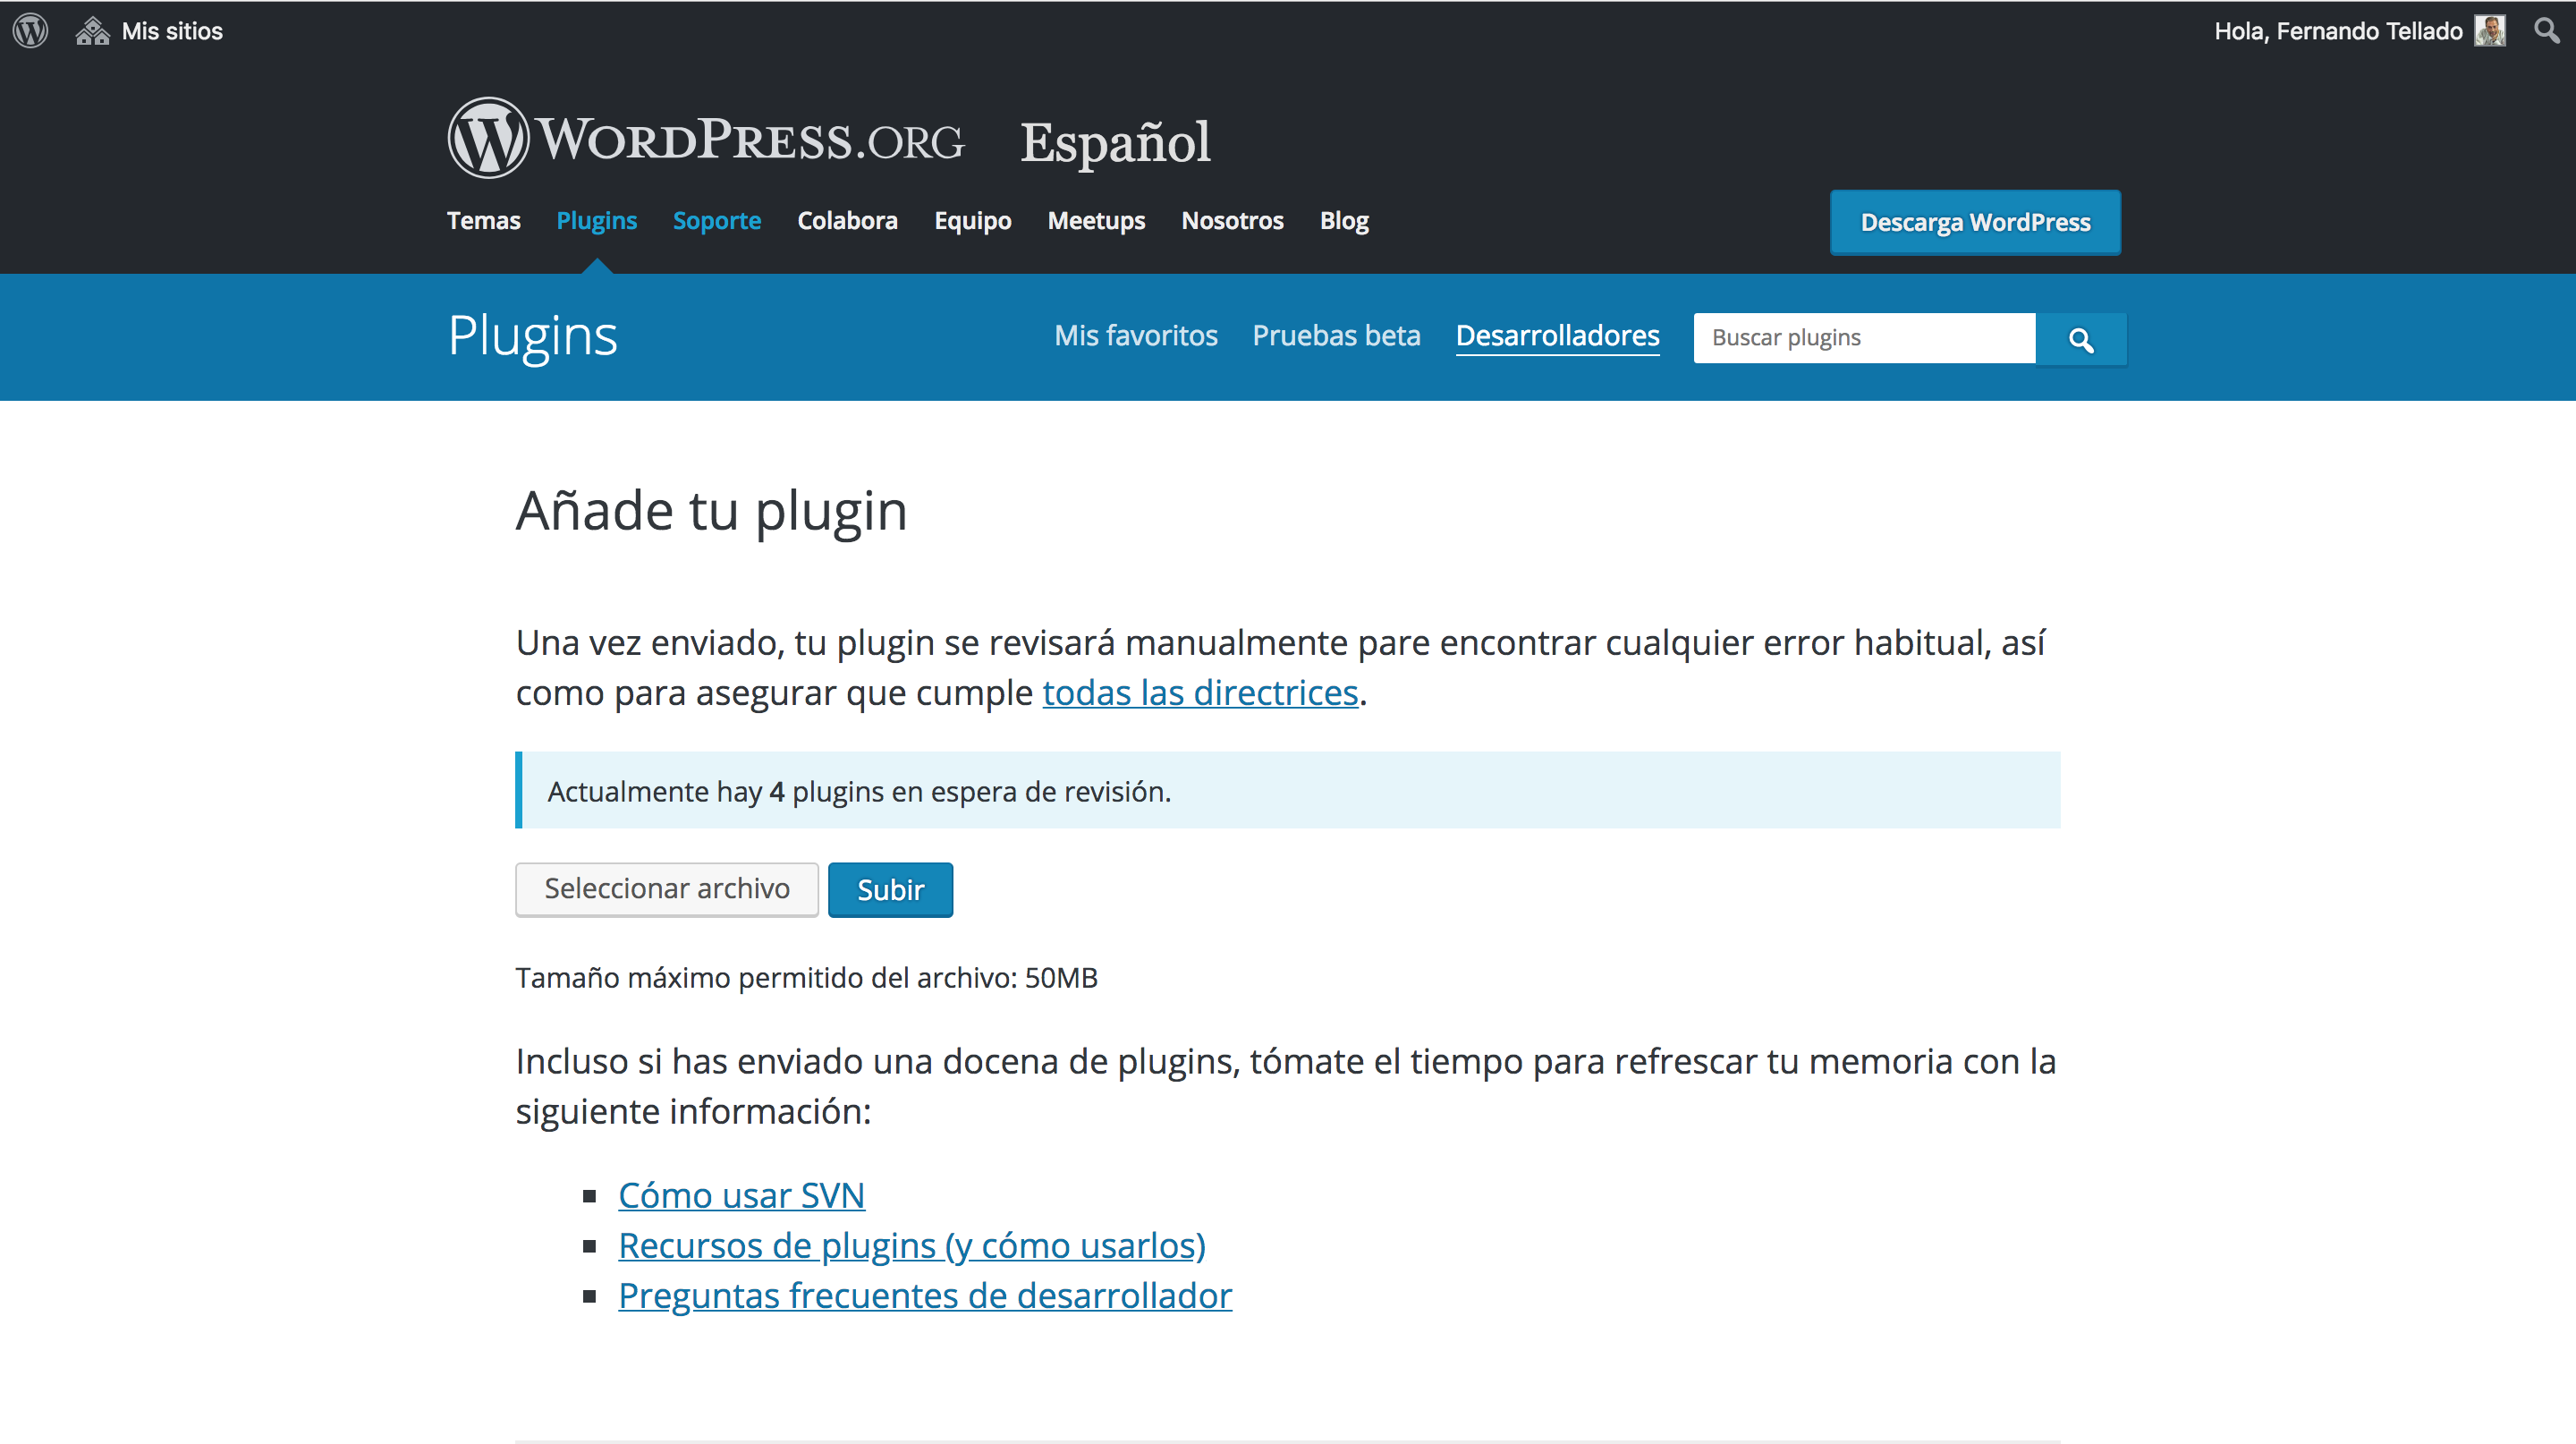 Mis sitios
Hola, Fernando Tellado
WORDPRESS.ORG Español
Temas Plugins Soporte Colabora Equipo Meetups Nosotros Blog
Descarga WordPress
Plugins
Mis favoritos Pruebas beta Desarrolladores Buscar plugins
Añade tu plugin
Una vez enviado, tu plugin se revisará manualmente pare encontrar cualquier error habitual, así
como para asegurar que cumple todas las directrices.
Actualmente hay 4 plugins en espera de revisión.
Seleccionar archivo Subir
Tamaño máximo permitido del archivo: 50MB
Incluso si has enviado una docena de plugins, tómate el tiempo para refrescar tu memoria con la
siguiente información:
Cómo usar SVN
Recursos de plugins (y cómo usarlos)
Preguntas frecuentes de desarrollador